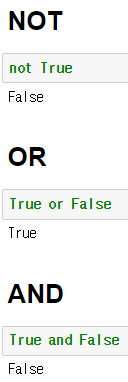 NOT
not True
False
OR
True or False
True
AND
True and False
False